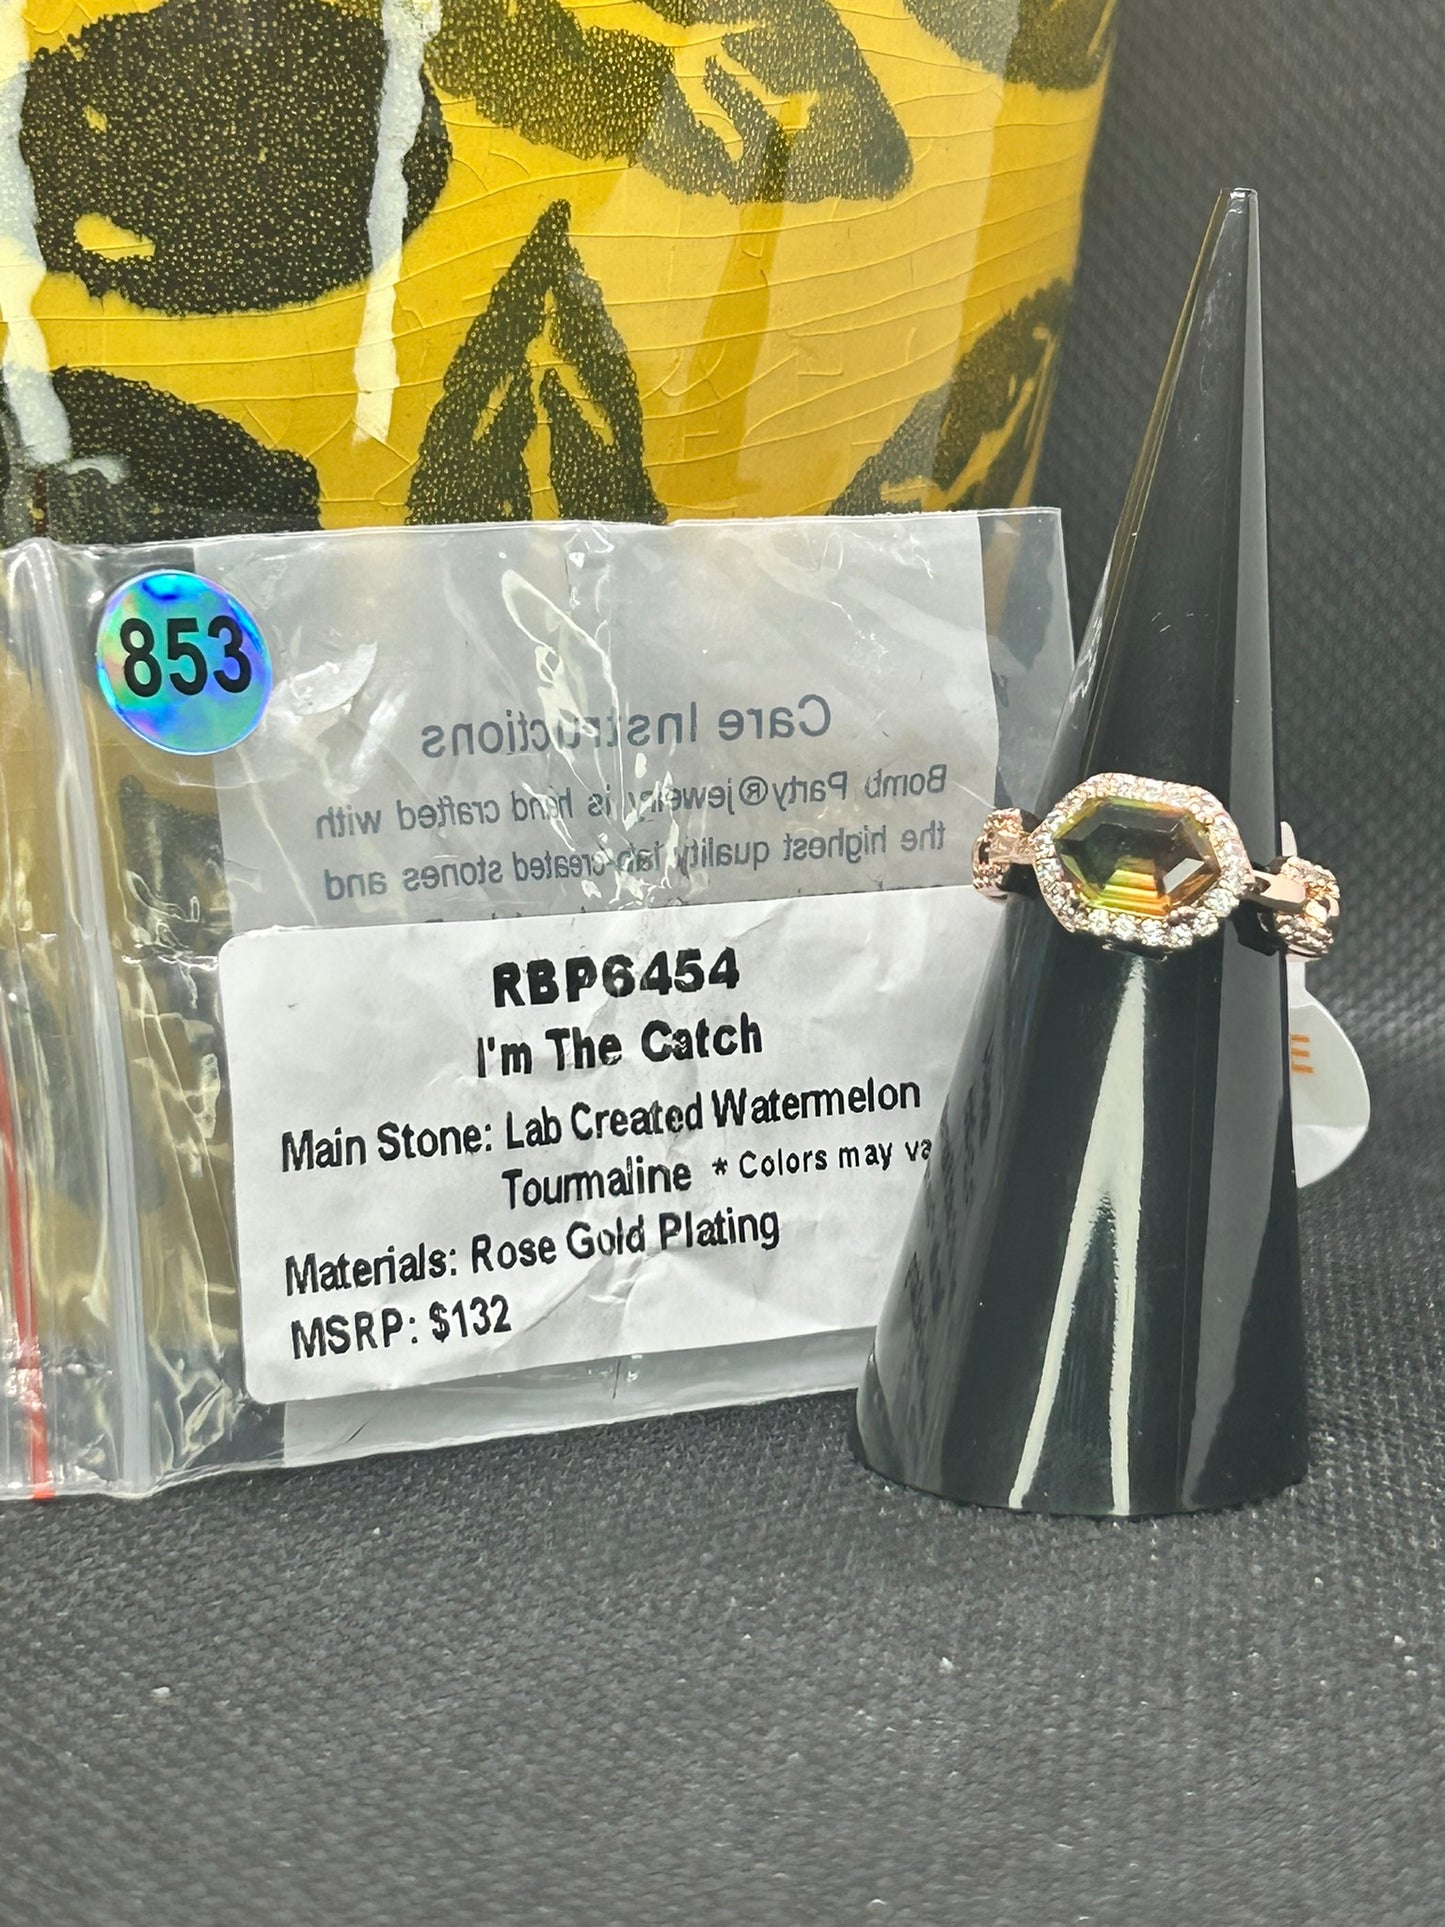 853
Care Instructions
Bomb Party® jewelry is hand crafted with
the highest quality lab-created stones and
RBP6454
I'm The Catch
Main Stone: Lab Created Watermelon
Tourmaline * Colors may va
Materials: Rose Gold Plating
MSRP: $132
E